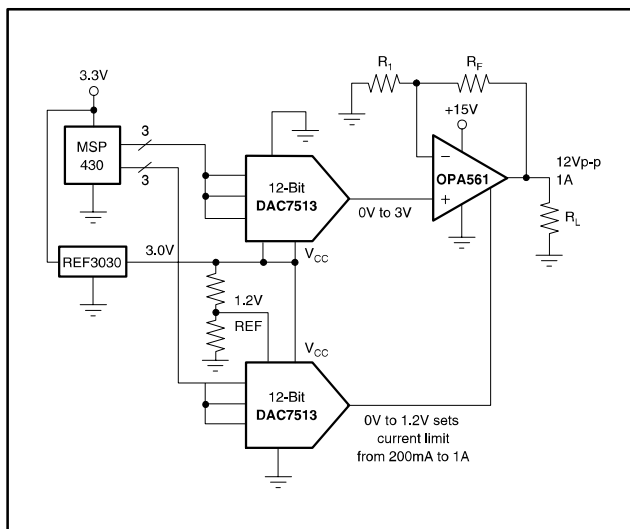 R1
RF
3.3V
+15V
3
MSP
430
3
12-Bit
DAC7513
–
OPA561
+
12Vp-p
1A
0V to 3V
RL
REF3030
3.0V
VCC
1.2V
REF
VCC
12-Bit
DAC7513
0V to 1.2V sets
current limit
from 200mA to 1A